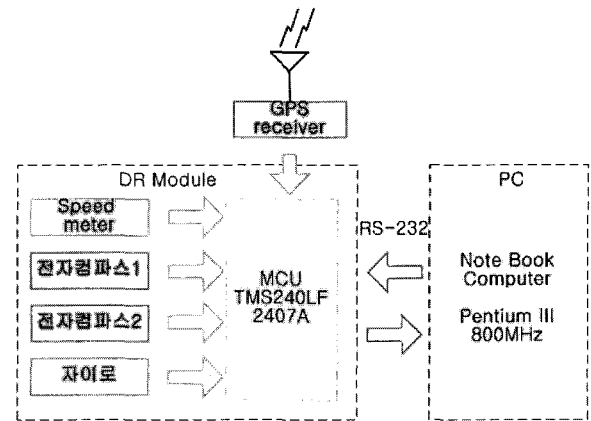 GPS
receiver
DR Module
Speed
meter
전자컴파스1
전자컴파스2
자이로
MCU
TMS240LF
2407A
RS-232
PC
Note Book
Computer
Pentium III
800MHz